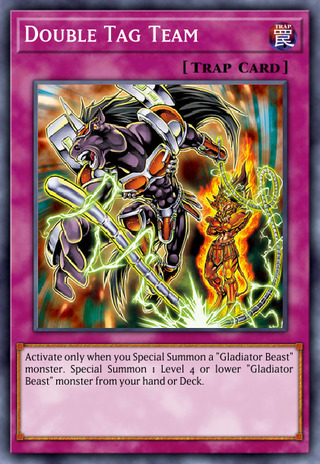 Double Tag Team
TRAP
罠
[Trap Card]
Activate only when you Special Summon a "Gladiator Beast"
monster. Special Summon 1 Level 4 or lower "Gladiator
Beast" monster from your hand or Deck.